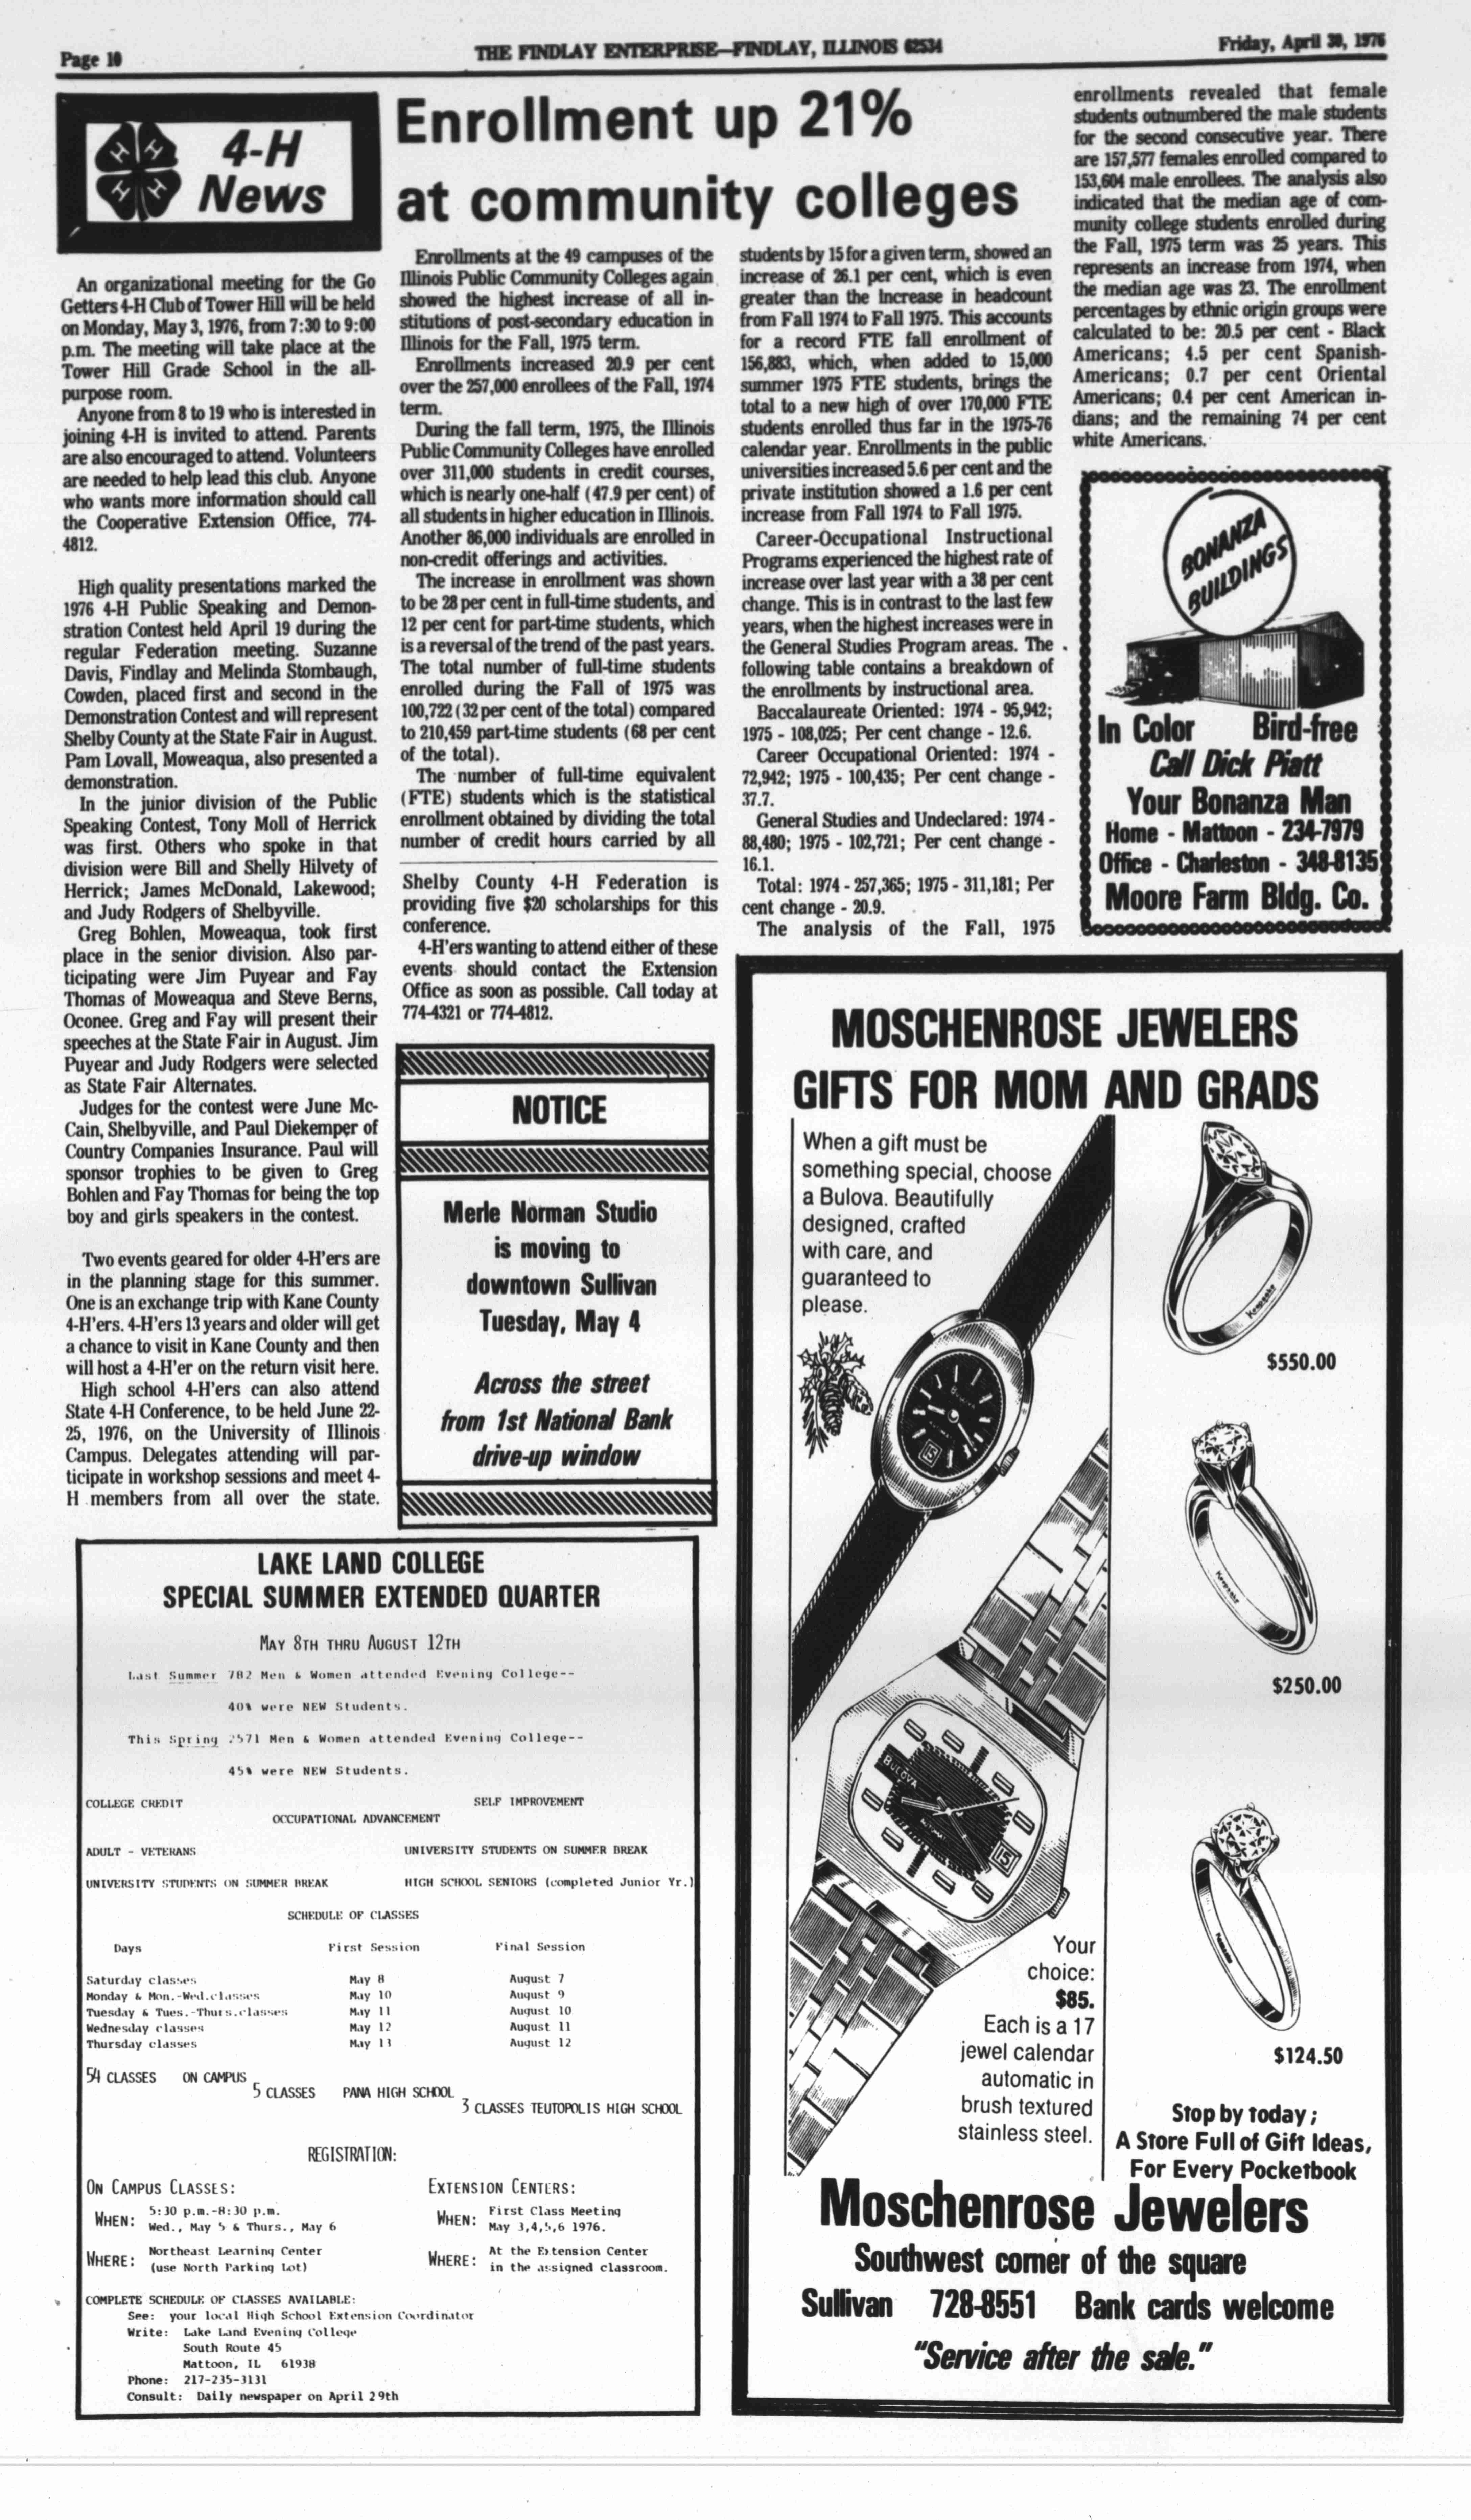 Page 10
THE FINDLAY ENTERPRISE—FINDLAY, ILLINOIS 62534
Friday, April 30, 1976
4-H
News
An organizational meeting for the Go
Getters 4-H Club of Tower Hill will be held
on Monday, May 3, 1976, from 7:30 to 9:00
p.m. The meeting will take place at the
Tower Hill Grade School in the all-
purpose room.
Anyone from 8 to 19 who is interested in
joining 4-H is invited to attend. Parents
are also encouraged to attend. Volunteers
are needed to help lead this club. Anyone
who wants more information should call
the Cooperative Extension Office, 774-
4812.
High quality presentations marked the
1976 4-H Public Speaking and Demon-
stration Contest held April 19 during the
regular Federation meeting. Suzanne
Davis, Findlay and Melinda Stombaugh,
Cowden, placed first and second in the
Demonstration Contest and will represent
Shelby County at the State Fair in August.
Pam Lovall, Moweaqua, also presented a
demonstration.
In the junior division of the Public
Speaking Contest, Tony Moll of Herrick
was first. Others who spoke in that
division were Bill and Shelly Hilvety of
Herrick; James McDonald, Lakewood;
and Judy Rodgers of Shelbyville.
Greg Bohlen, Moweaqua, took first
place in the senior division. Also par-
ticipating were Jim Puyear and Fay
Thomas of Moweaqua and Steve Berns,
Oconee. Greg and Fay will present their
speeches at the State Fair in August. Jim
Puyear and Judy Rodgers were selected
as State Fair Alternates.
Judges for the contest were June Mc-
Cain, Shelbyville, and Paul Diekemper of
Country Companies Insurance. Paul will
sponsor trophies to be given to Greg
Bohlen and Fay Thomas for being the top
boy and girls speakers in the contest.
Two events geared for older 4-H'ers are
in the planning stage for this summer.
One is an exchange trip with Kane County
4-H'ers. 4-H'ers 13 years and older will get
a chance to visit in Kane County and then
will host a 4-H'er on the return visit here.
High school 4-H'ers can also attend
State 4-H Conference, to be held June 22-
25, 1976, on the University of Illinois
Campus. Delegates attending will par-
ticipate in workshop sessions and meet 4-
H members from all over the state.
Shelby County 4-H Federation is
providing five $20 scholarships for this
conference.
4-H'ers wanting to attend either of these
events should contact the Extension
Office as soon as possible. Call today at
774-4321 or 774-4812.
Enrollment up 21%
at community colleges
Enrollments at the 49 campuses of the
Illinois Public Community Colleges again
showed the highest increase of all in-
stitutions of post-secondary education in
Illinois for the Fall, 1975 term.
Enrollments increased 20.9 per cent
over the 257,000 enrollees of the Fall, 1974
term.
During the fall term, 1975, the Illinois
Public Community Colleges have enrolled
over 311,000 students in credit courses,
which is nearly one-half (47.9 per cent) of
all students in higher education in Illinois.
Another 86,000 individuals are enrolled in
non-credit offerings and activities.
The increase in enrollment was shown
to be 28 per cent in full-time students, and
12 per cent for part-time students, which
is a reversal of the trend of the past years.
The total number of full-time students
enrolled during the Fall of 1975 was
100,722 (32 per cent of the total) compared
to 210,459 part-time students (68 per cent
of the total).
The number of full-time equivalent
(FTE) students which is the statistical
enrollment obtained by dividing the total
number of credit hours carried by all
students by 15 for a given term, showed an
increase of 26.1 per cent, which is even
greater than the increase in headcount
from Fall 1974 to Fall 1975. This accounts
for a record FTE fall enrollment of
156,883, which, when added to 15,000
summer 1975 FTE students, brings the
total to a new high of over 170,000 FTE
students enrolled thus far in the 1975-76
calendar year. Enrollments in the public
universities increased 5.6 per cent and the
private institution showed a 1.6 per cent
increase from Fall 1974 to Fall 1975.
Career-Occupational Instructional
Programs experienced the highest rate of
increase over last year with a 38 per cent
change. This is in contrast to the last few
years, when the highest increases were in
the General Studies Program areas. The
following table contains a breakdown of
the enrollments by instructional area.
Baccalaureate Oriented: 1974 - 95,942;
1975 - 108,025; Per cent change - 12.6.
Career Occupational Oriented: 1974 -
72,942; 1975 - 100,435; Per cent change -
37.7.
General Studies and Undeclared: 1974 -
88,480; 1975 - 102,721; Per cent change -
16.1.
Total: 1974 - 257,365; 1975 - 311,181; Per
cent change - 20.9.
The analysis of the Fall, 1975
enrollments revealed that female
students outnumbered the male students
for the second consecutive year. There
are 157,577 females enrolled compared to
153,604 male enrollees. The analysis also
indicated that the median age of com-
munity college students enrolled during
the Fall, 1975 term was 25 years. This
represents an increase from 1974, when
the median age was 23. The enrollment
percentages by ethnic origin groups were
calculated to be: 20.5 per cent - Black
Americans; 4.5 per cent Spanish-
Americans; 0.7 per cent Oriental
Americans; 0.4 per cent American in-
dians; and the remaining 74 per cent
white Americans.
BONANZA
BUILDINGS
In Color Bird-free
Call Dick Piatt
Your Bonanza Man
Home - Mattoon - 234-7979
Office - Charleston - 348-8135
Moore Farm Bldg. Co.
NOTICE
Merle Norman Studio
is moving to
downtown Sullivan
Tuesday, May 4
Across the street
from 1st National Bank
drive-up window
LAKE LAND COLLEGE
SPECIAL SUMMER EXTENDED QUARTER
MAY 8TH THRU AUGUST 12TH
Last Summer 782 Men & Women attended Evening College--
40% were NEW Students.
This Spring 2571 Men & Women attended Evening College--
45% were NEW Students.
COLLEGE CREDIT SELF IMPROVEMENT
OCCUPATIONAL ADVANCEMENT
ADULT - VETERANS UNIVERSITY STUDENTS ON SUMMER BREAK
UNIVERSITY STUDENTS ON SUMMER BREAK HIGH SCHOOL SENIORS (completed Junior Yr.)
SCHEDULE OF CLASSES
Days First Session Final Session
Saturday classes May 8 August 7
Monday & Mon.-Wed.classes May 10 August 9
Tuesday & Tues.-Thurs.classes May 11 August 10
Wednesday classes May 12 August 11
Thursday classes May 13 August 12
54 CLASSES ON CAMPUS
5 CLASSES PANA HIGH SCHOOL
3 CLASSES TEUTOPOLIS HIGH SCHOOL
REGISTRATION:
ON CAMPUS CLASSES: EXTENSION CENTERS:
WHEN: 5:30 p.m.-8:30 p.m.
Wed., May 5 & Thurs., May 6
WHEN: First Class Meeting
May 3,4,5,6 1976.
WHERE: Northeast Learning Center
(use North Parking Lot)
WHERE: At the Extension Center
in the assigned classroom.
COMPLETE SCHEDULE OF CLASSES AVAILABLE:
See: your local High School Extension Coordinator
Write: Lake Land Evening College
South Route 45
Mattoon, IL 61938
Phone: 217-235-3131
Consult: Daily newspaper on April 29th
MOSCHENROSE JEWELERS
GIFTS FOR MOM AND GRADS
When a gift must be
something special, choose
a Bulova. Beautifully
designed, crafted
with care, and
guaranteed to
please.
BULOVA
Keepsake
$550.00
Keepsake
$250.00
BULOVA
15
Your
choice:
$85.
Each is a 17
jewel calendar
automatic in
brush textured
stainless steel.
$124.50
Stop by today;
A Store Full of Gift Ideas,
For Every Pocketbook
Moschenrose Jewelers
Southwest corner of the square
Sullivan 728-8551 Bank cards welcome
"Service after the sale."